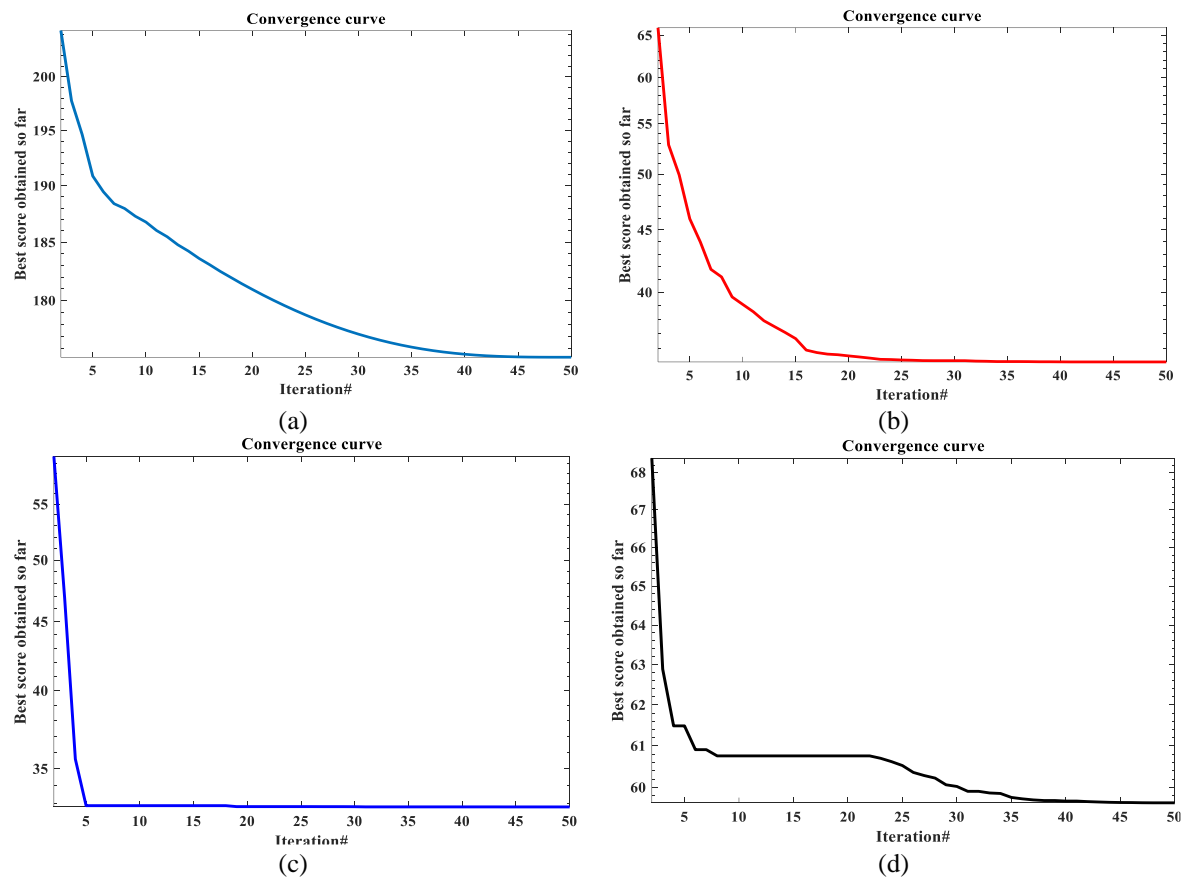 Convergence curve
Best score obtained so far
200
195
190
185
180
5 10 15 20 25 30 35 40 45 50
Iteration#
(a)
Convergence curve
Best score obtained so far
65
60
55
50
45
40
5 10 15 20 25 30 35 40 45 50
Iteration#
(b)
Convergence curve
Best score obtained so far
55
50
45
40
35
5 10 15 20 25 30 35 40 45 50
Iteration#
(c)
Convergence curve
Best score obtained so far
68
67
66
65
64
63
62
61
60
5 10 15 20 25 30 35 40 45 50
Iteration#
(d)